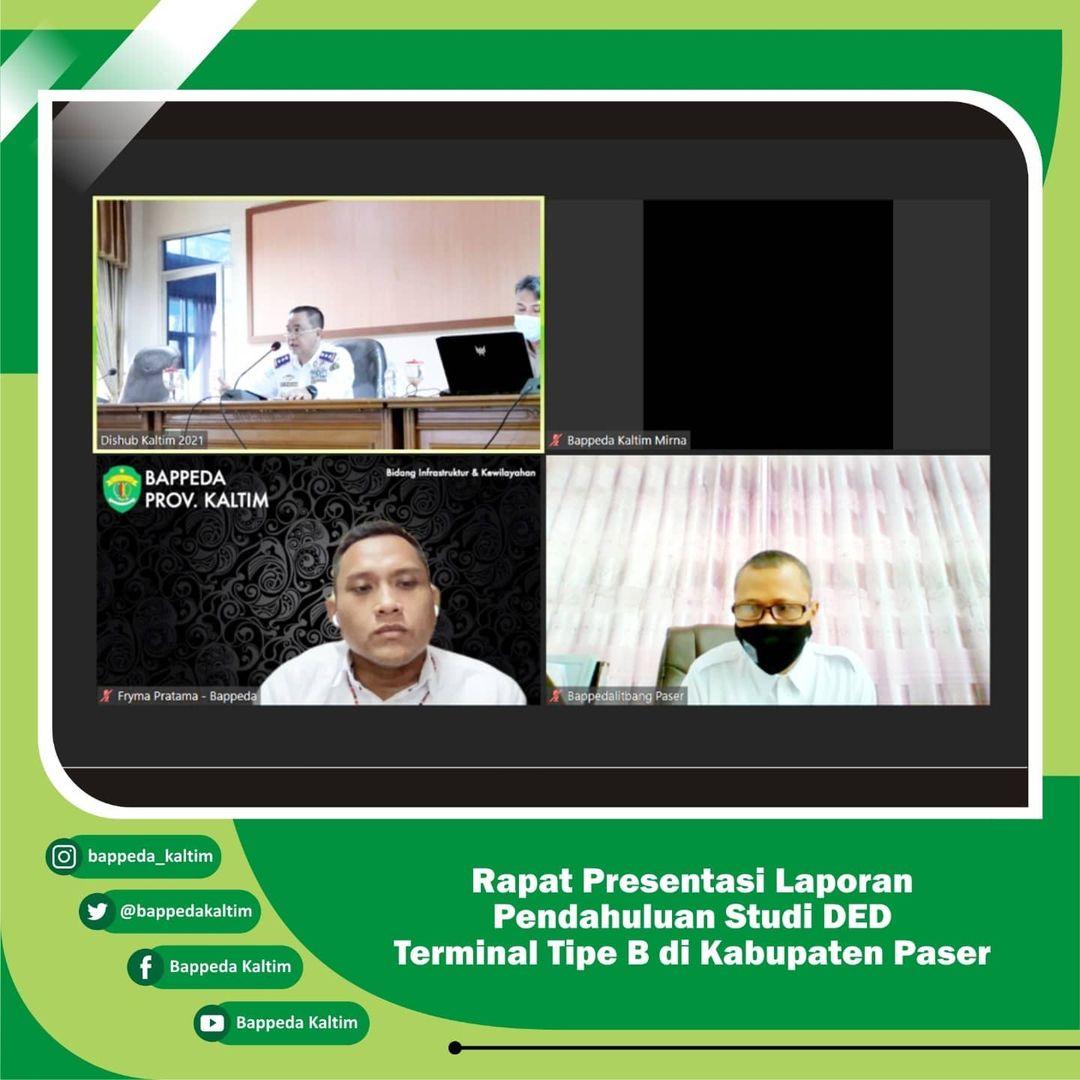 Dishub Kaltim 2021
Bappeda Kaltim Mirna
BAPPEDA
PROV. KALTIM
Bidang Infrastruktur & Kewilayahan
Fryma Pratama - Bappeda
Bappedalitbang Paser
bappeda_kaltim
@bappedakaltim
Bappeda Kaltim
Bappeda Kaltim
Rapat Presentasi Laporan
Pendahuluan Studi DED
Terminal Tipe B di Kabupaten Paser